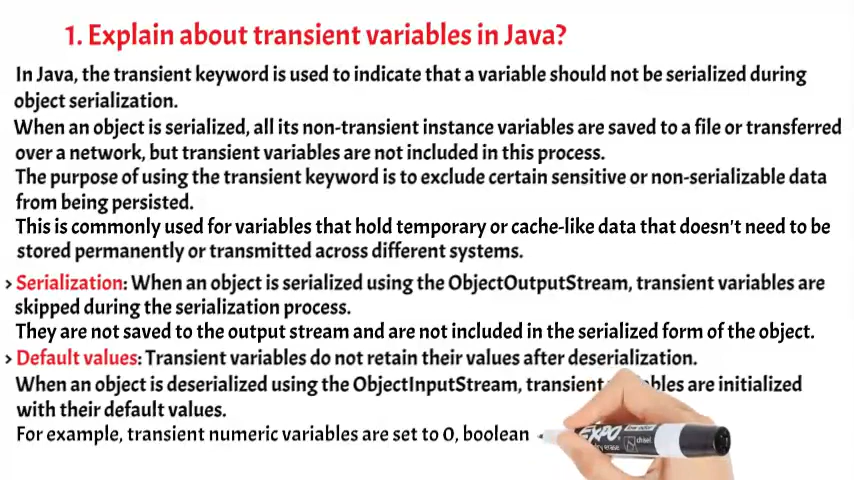 1. Explain about transient variables in Java?
In Java, the transient keyword is used to indicate that a variable should not be serialized during
object serialization.
When an object is serialized, all its non-transient instance variables are saved to a file or transferred
over a network, but transient variables are not included in this process.
The purpose of using the transient keyword is to exclude certain sensitive or non-serializable data
from being persisted.
This is commonly used for variables that hold temporary or cache-like data that doesn't need to be
stored permanently or transmitted across different systems.
› Serialization: When an object is serialized using the ObjectOutputStream, transient variables are
skipped during the serialization process.
They are not saved to the output stream and are not included in the serialized form of the object.
› Default values: Transient variables do not retain their values after deserialization.
When an object is deserialized using the ObjectInputStream, transient are initialized
with their default values.
For example, transient numeric variables are set to 0, boolean
EXPO
low odor
dry erase
chisel